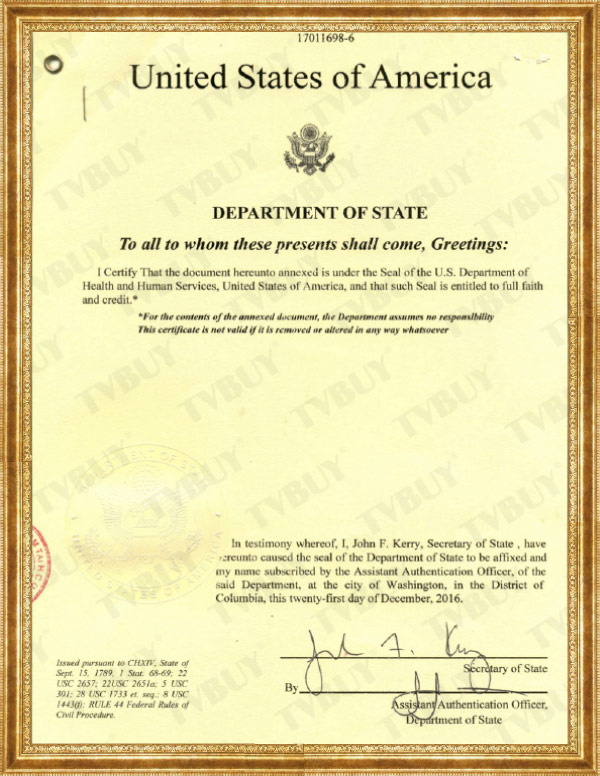 17011698-6
United States of America
DEPARTMENT OF STATE
To all to whom these presents shall come, Greetings:
I Certify That the document hereunto annexed is under the Seal of the U.S. Department of
Health and Human Services, United States of America, and that such Seal is entitled to full faith
and credit.*
*For the contents of the annexed document, the Department assumes no responsibility
This certificate is not valid if it is removed or altered in any way whatsoever
In testimony whereof, I, John F. Kerry, Secretary of State , have
hereunto caused the seal of the Department of State to be affixed and
my name subscribed by the Assistant Authentication Officer, of the
said Department, at the city of Washington, in the District of
Columbia, this twenty-first day of December, 2016.
Issued pursuant to CHXIV, State of
Sept. 15, 1789, 1 Stat. 68-69; 22
USC 2657; 22USC 2651a; 5 USC
301; 28 USC 1733 et. seq.; 8 USC
1443(f); RULE 44 Federal Rules of
Civil Procedure.
John F. Kerry
Secretary of State
By
Assistant Authentication Officer,
Department of State
TVBUY